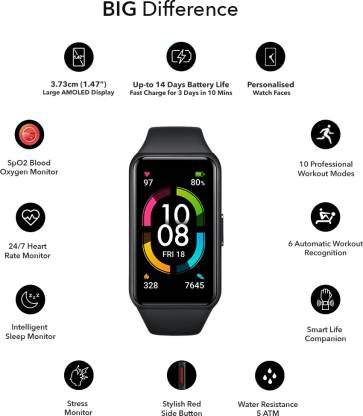 BIG Difference
3.73cm (1.47")
Large AMOLED Display
Up-to 14 Days Battery Life
Fast Charge for 3 Days in 10 Mins
Personalised
Watch Faces
SpO2 Blood
Oxygen Monitor
10 Professional
Workout Modes
97
80%
10
08
FRI 18
328
7645
24/7 Heart
Rate Monitor
6 Automatic Workout
Recognition
Intelligent
Sleep Monitor
Smart Life
Companion
Stress
Monitor
Stylish Red
Side Button
Water Resistance
5 ATM